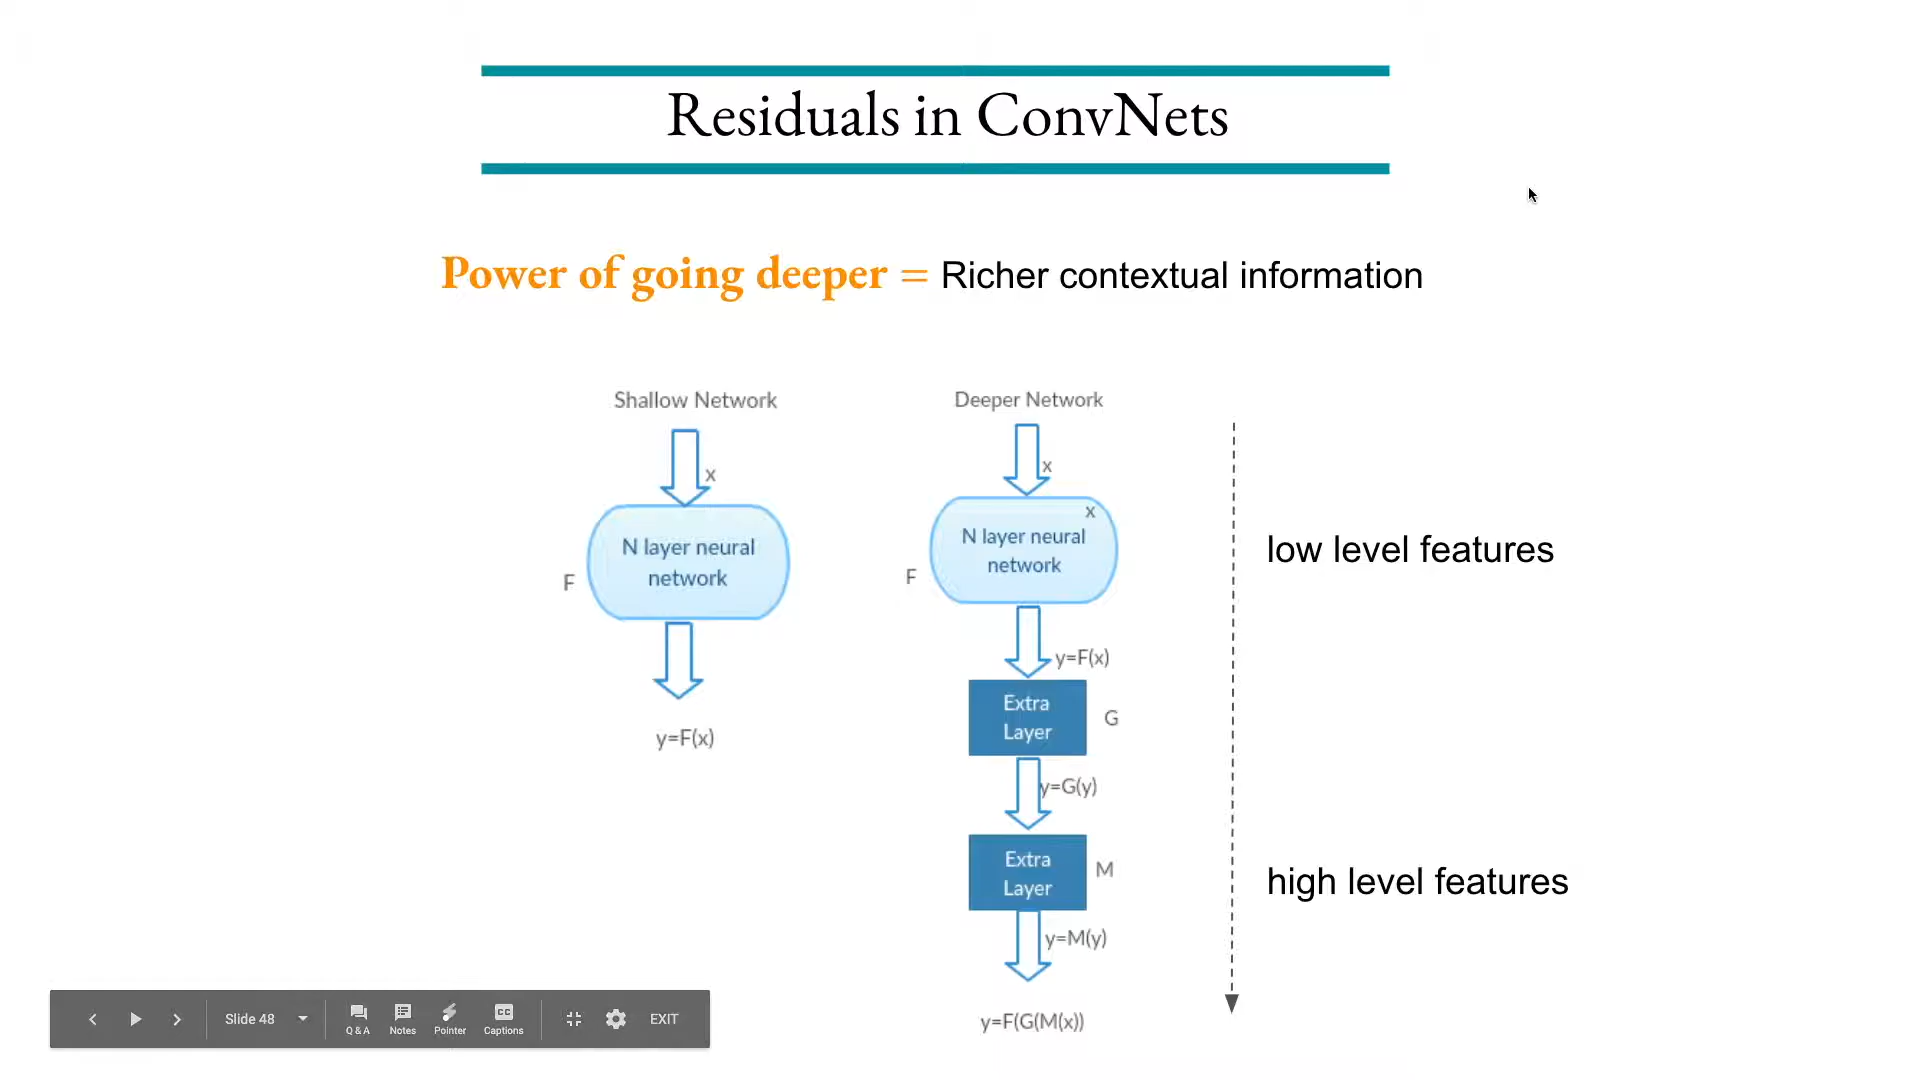 Residuals in ConvNets
Power of going deeper = Richer contextual information
Shallow Network
x
N layer neural
network
F
y=F(x)
Deeper Network
x
x
N layer neural
network
F
y=F(x)
Extra
Layer
G
y=G(y)
Extra
Layer
M
y=M(y)
y=F(G(M(x))
low level features
high level features
Slide 48
Q & A
Notes
Pointer
CC
Captions
EXIT